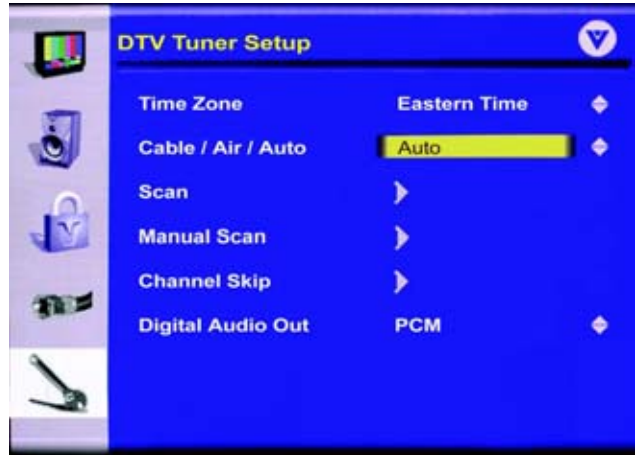 DTV Tuner Setup
Time Zone Eastern Time
Cable / Air / Auto Auto
Scan
Manual Scan
Channel Skip
Digital Audio Out PCM